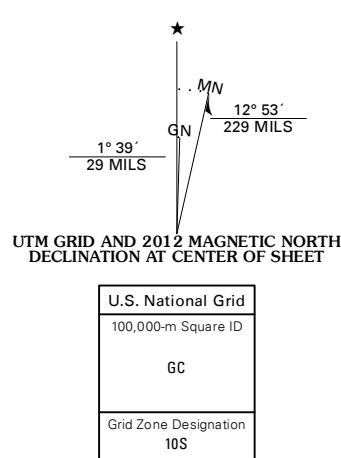 ★
MN
GN
12° 53´
229 MILS
1° 39´
29 MILS
UTM GRID AND 2012 MAGNETIC NORTH
DECLINATION AT CENTER OF SHEET
U.S. National Grid
100,000-m Square ID
GC
Grid Zone Designation
10S